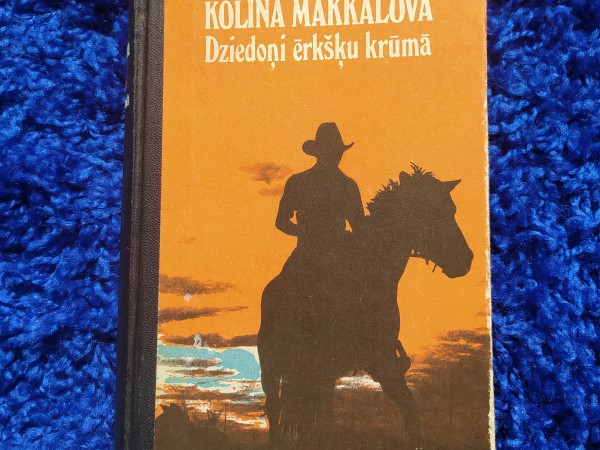 KOLĪNA MAKKALOVA
Dziedoņi ērkšķu krūmā